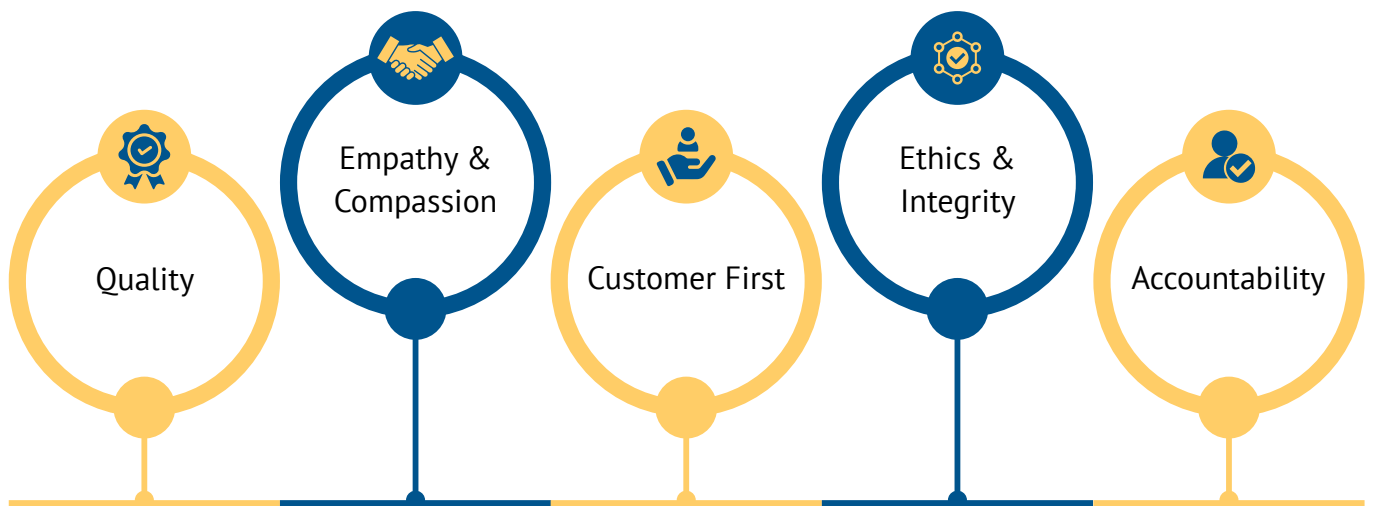 Quality
Empathy &
Compassion
Customer First
Ethics &
Integrity
Accountability